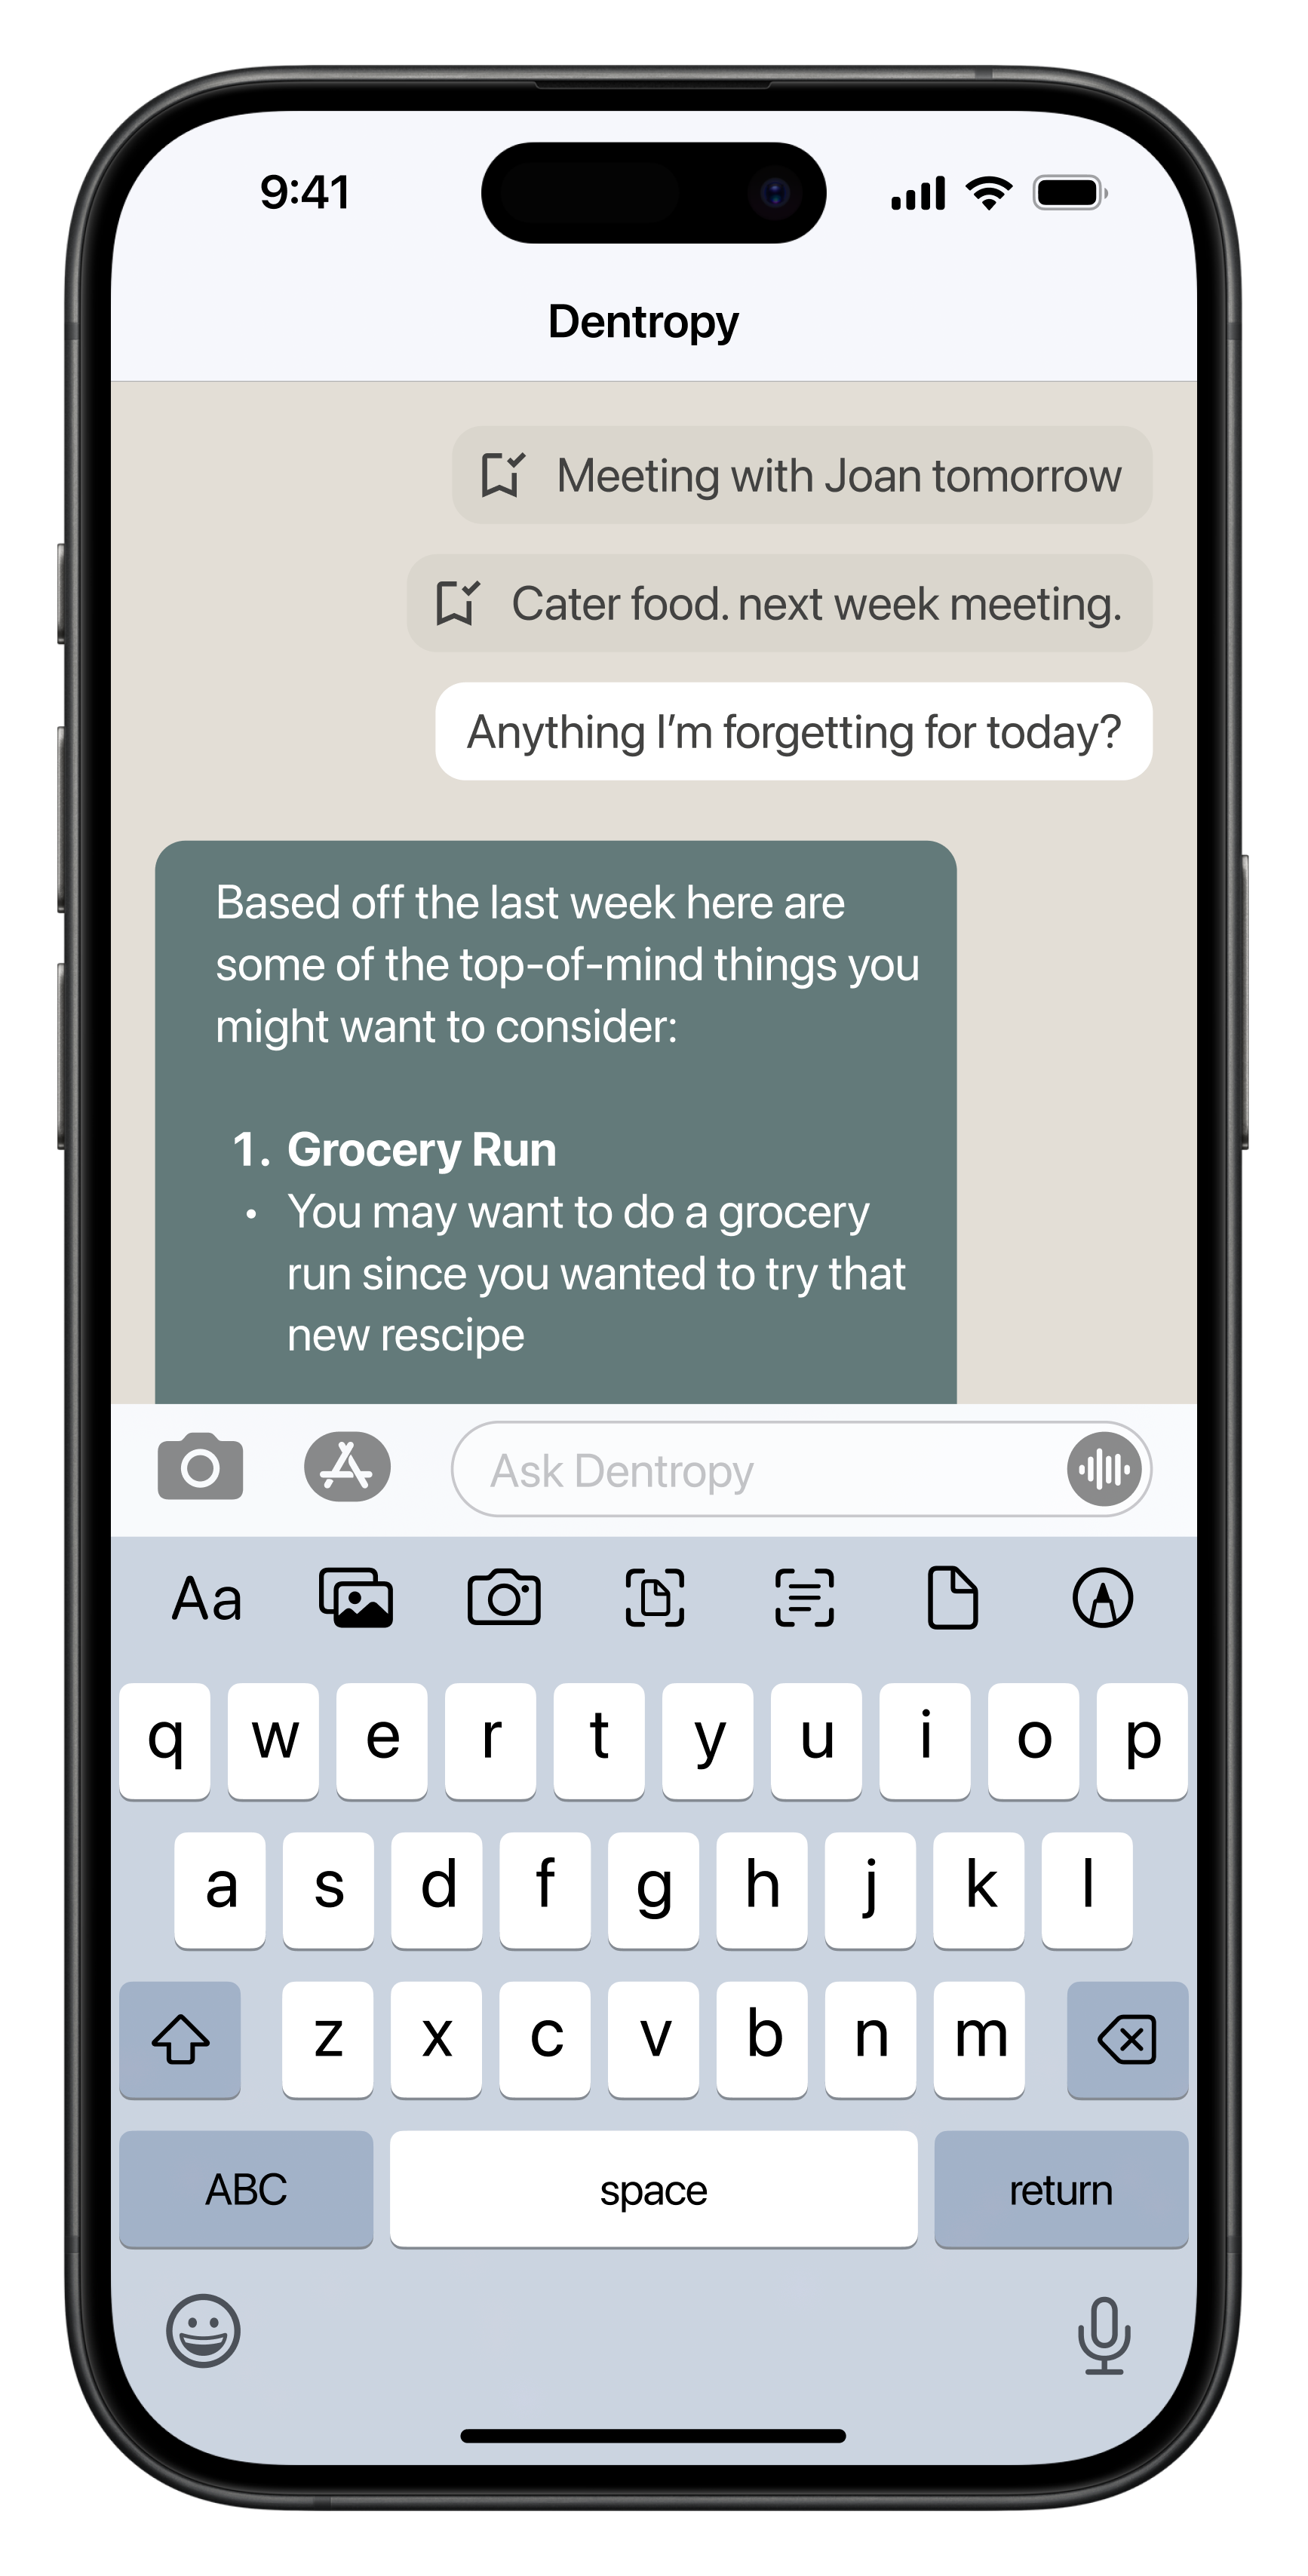 9:41
Dentropy
Meeting with Joan tomorrow
Cater food. next week meeting.
Anything I’m forgetting for today?
Based off the last week here are
some of the top-of-mind things you
might want to consider:
1. Grocery Run
• You may want to do a grocery
run since you wanted to try that
new rescipe
Ask Dentropy
Aa
q w e r t y u i o p
a s d f g h j k l
z x c v b n m
ABC space return